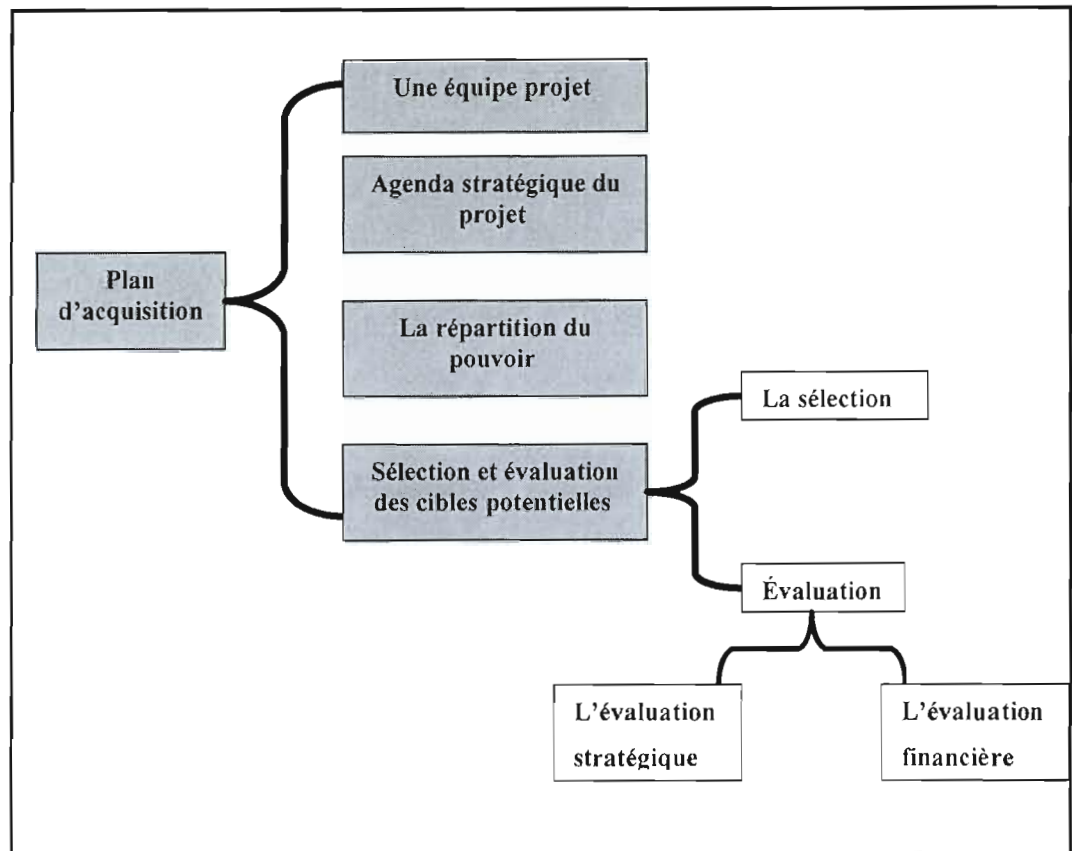 Une équipe projet
Agenda stratégique du
projet
Plan
d'acquisition
La répartition du
pouvoir
Sélection et évaluation
des cibles potentielles
La sélection
Évaluation
L'évaluation
stratégique
L'évaluation
financière